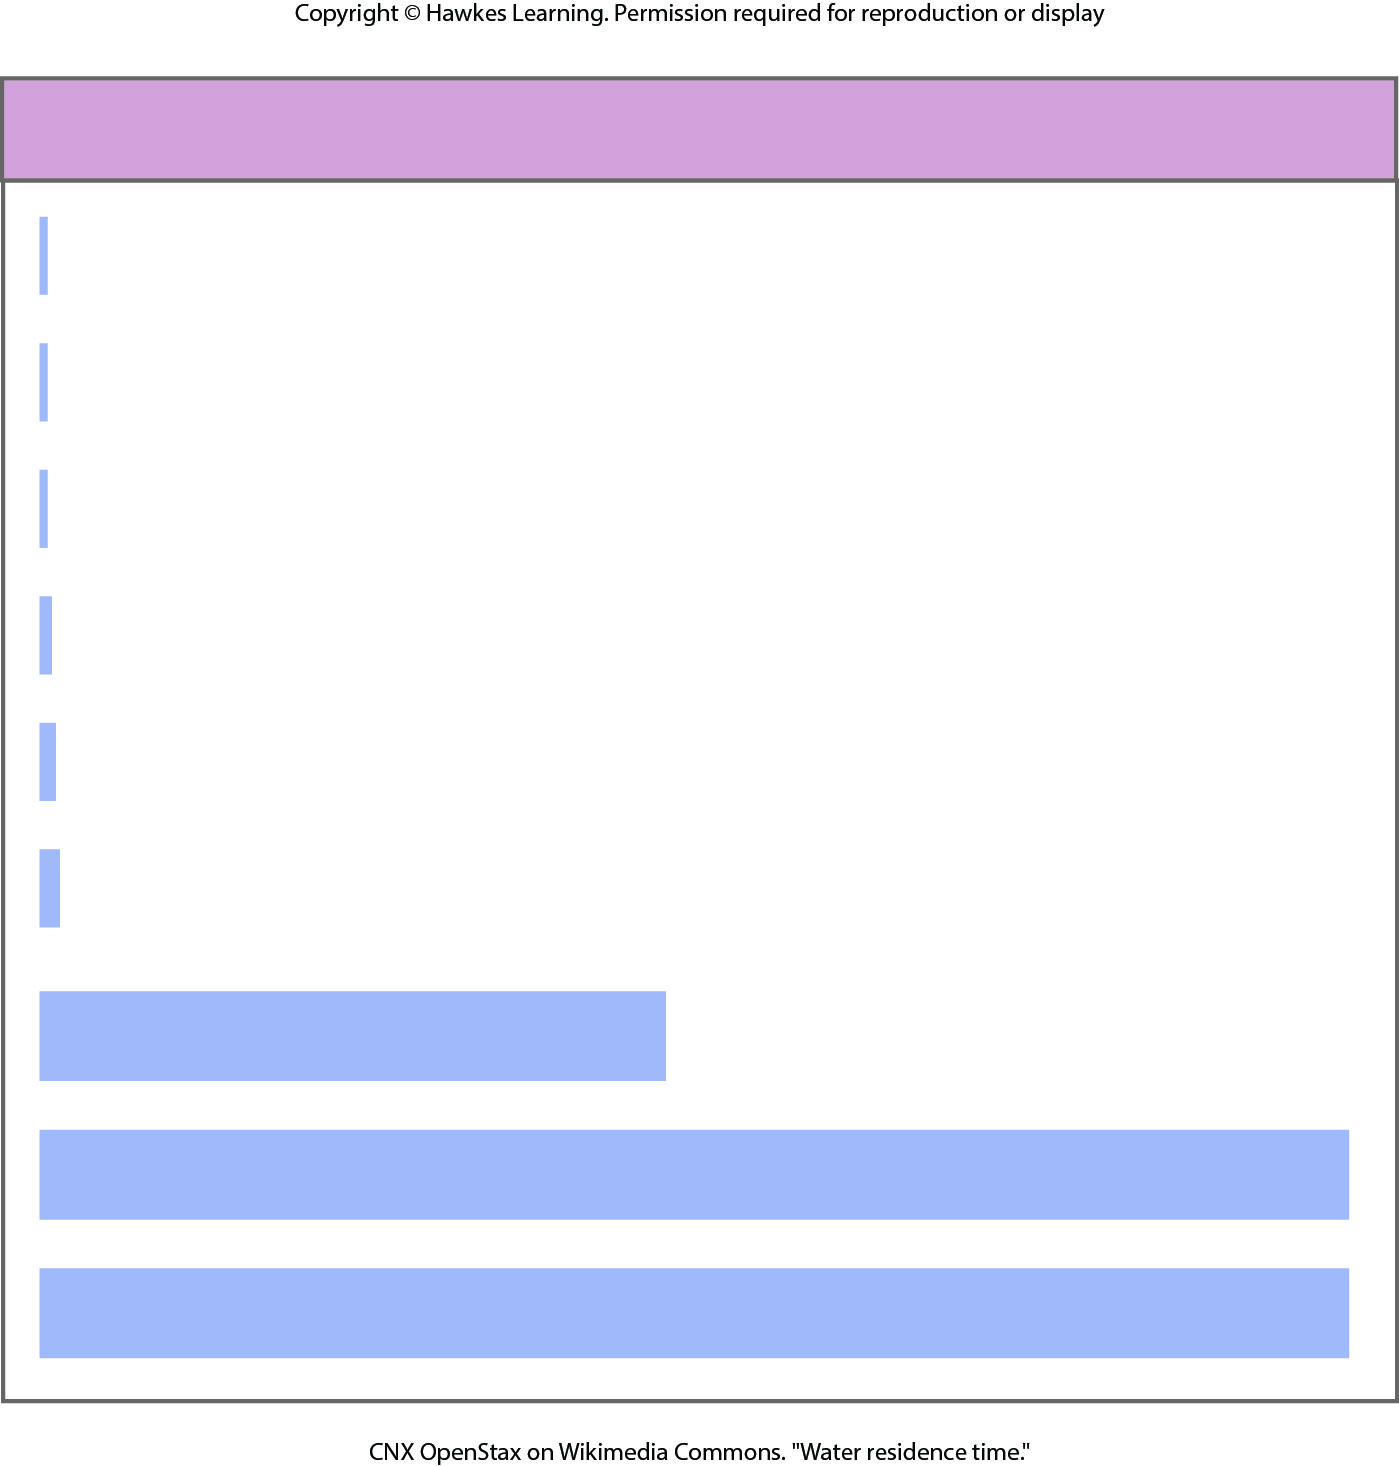 Copyright © Hawkes Learning. Permission required for reproduction or display
CNX OpenStax on Wikimedia Commons. "Water residence time."